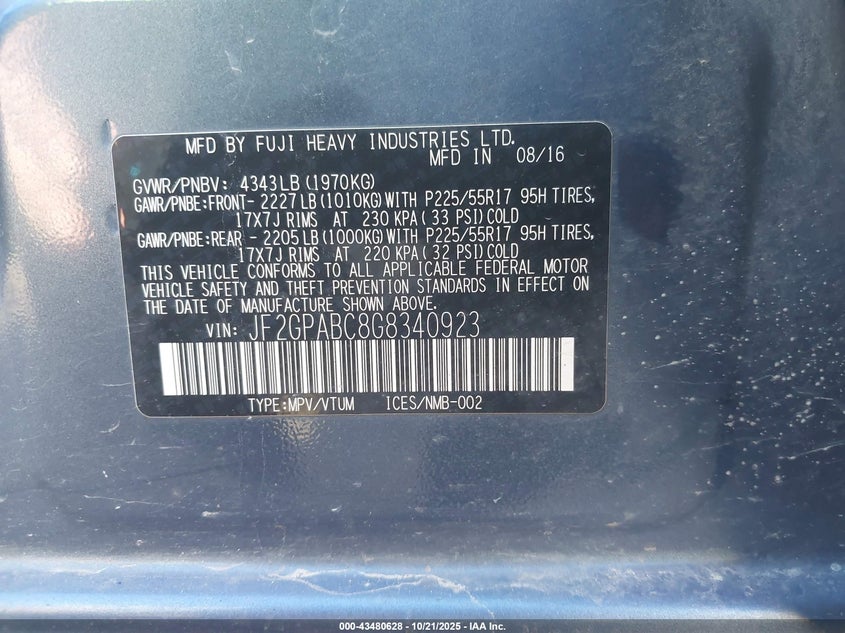 MFD BY FUJI HEAVY INDUSTRIES LTD.
MFD IN 08/16
GVWR/PNBV: 4343LB (1970KG)
GAWR/PNBE:FRONT- 2227LB (1010KG)WITH P225/55R17 95H TIRES,
17X7J RIMS AT 230 KPA( 33 PSI)COLD
GAWR/PNBE:REAR - 2205LB (1000KG)WITH P225/55R17 95H TIRES,
17X7J RIMS AT 220 KPA( 32 PSI)COLD
THIS VEHICLE CONFORMS TO ALL APPLICABLE FEDERAL MOTOR
VEHICLE SAFETY AND THEFT PREVENTION STANDARDS IN EFFECT ON
THE DATE OF MANUFACTURE SHOWN ABOVE.
VIN: JF2GPABC8G8340923
TYPE:MPV/VTUM ICES/NMB-002
000-43480628 - 10/21/2025 - IAA Inc.